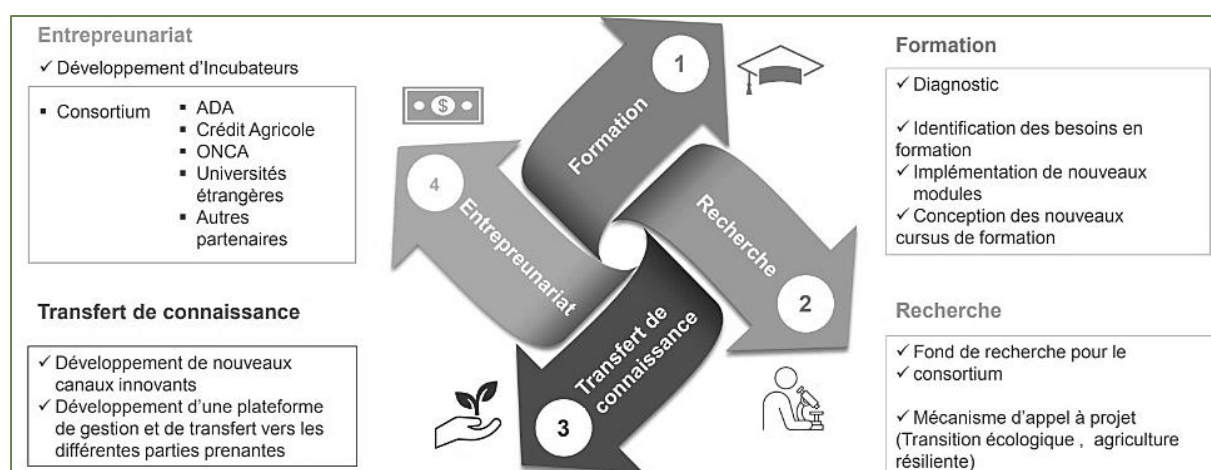 Entrepreunariat
✓ Développement d'Incubateurs
▪ Consortium
▪ ADA
▪ Crédit Agricole
▪ ONCA
▪ Universités
étrangères
▪ Autres
partenaires
Transfert de connaissance
✓ Développement de nouveaux
canaux innovants
✓ Développement d'une plateforme
de gestion et de transfert vers les
différentes parties prenantes
$
1
Formation
2
Recherche
3
Transfert de
connaissance
4
Entrepreunariat
Formation
✓ Diagnostic
✓ Identification des besoins en
formation
✓ Implémentation de nouveaux
modules
✓ Conception des nouveaux
cursus de formation
Recherche
✓ Fond de recherche pour le
✓ consortium
✓ Mécanisme d'appel à projet
(Transition écologique , agriculture
résiliente)